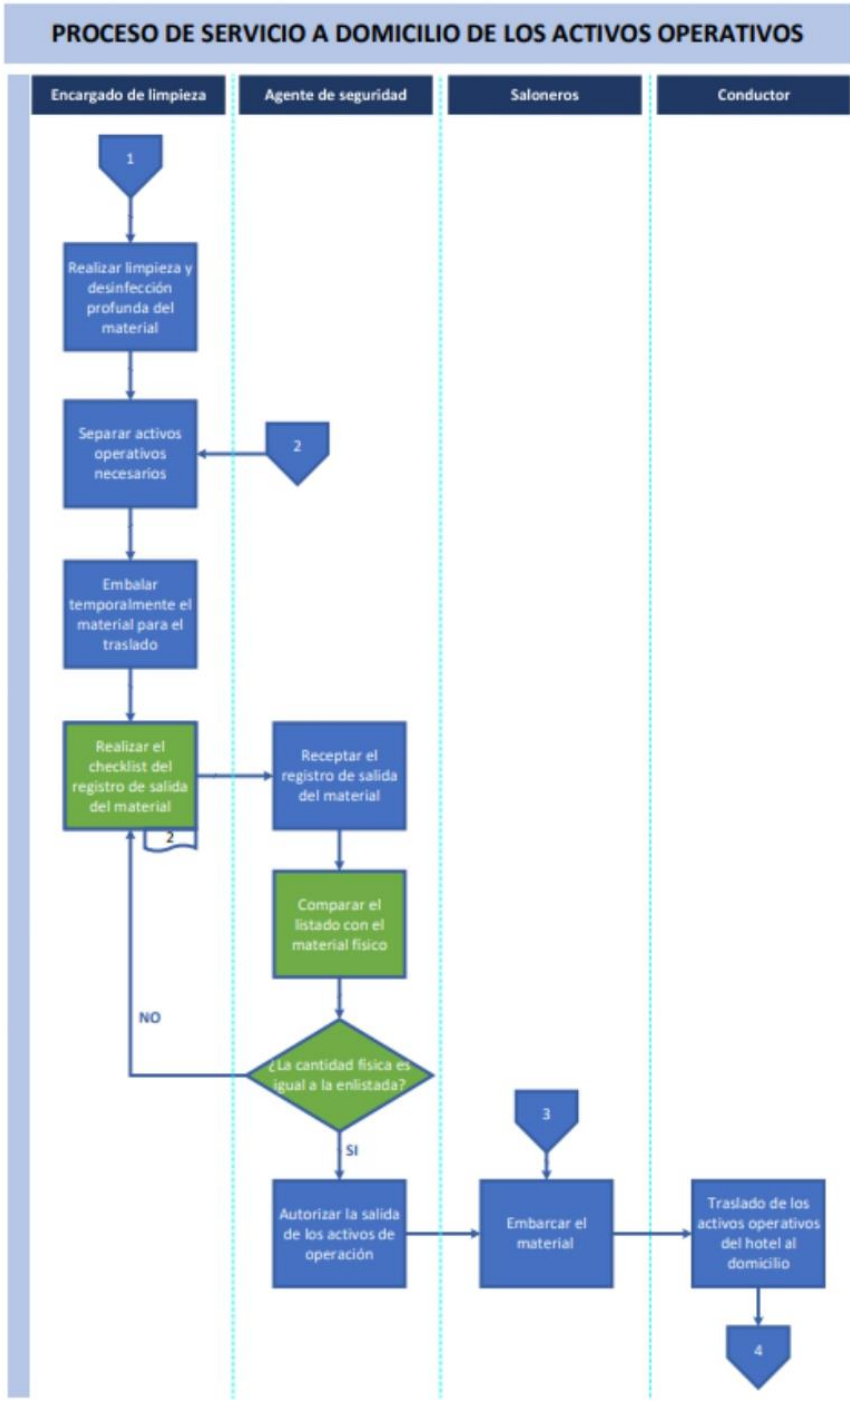 PROCESO DE SERVICIO A DOMICILIO DE LOS ACTIVOS OPERATIVOS
Encargado de limpieza
Agente de seguridad
Saloneros
Conductor
1
Realizar limpieza y
desinfección
profunda del
material
Separar activos
operativos
necesarios
2
Embalar
temporalmente el
material para el
traslado
Realizar el
checklist del
registro de salida
del material
2
Receptar el
registro de salida
del material
Comparar el
listado con el
material físico
NO
¿La cantidad física es
igual a la enlistada?
SI
3
Autorizar la salida
de los activos de
operación
Embarcar el
material
Traslado de los
activos operativos
del hotel al
domicilio
4